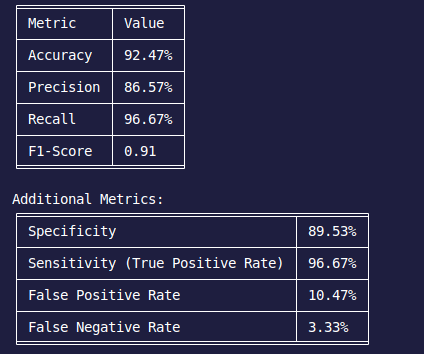 Metric Value
Accuracy 92.47%
Precision 86.57%
Recall 96.67%
F1-Score 0.91
Additional Metrics:
Specificity 89.53%
Sensitivity (True Positive Rate) 96.67%
False Positive Rate 10.47%
False Negative Rate 3.33%